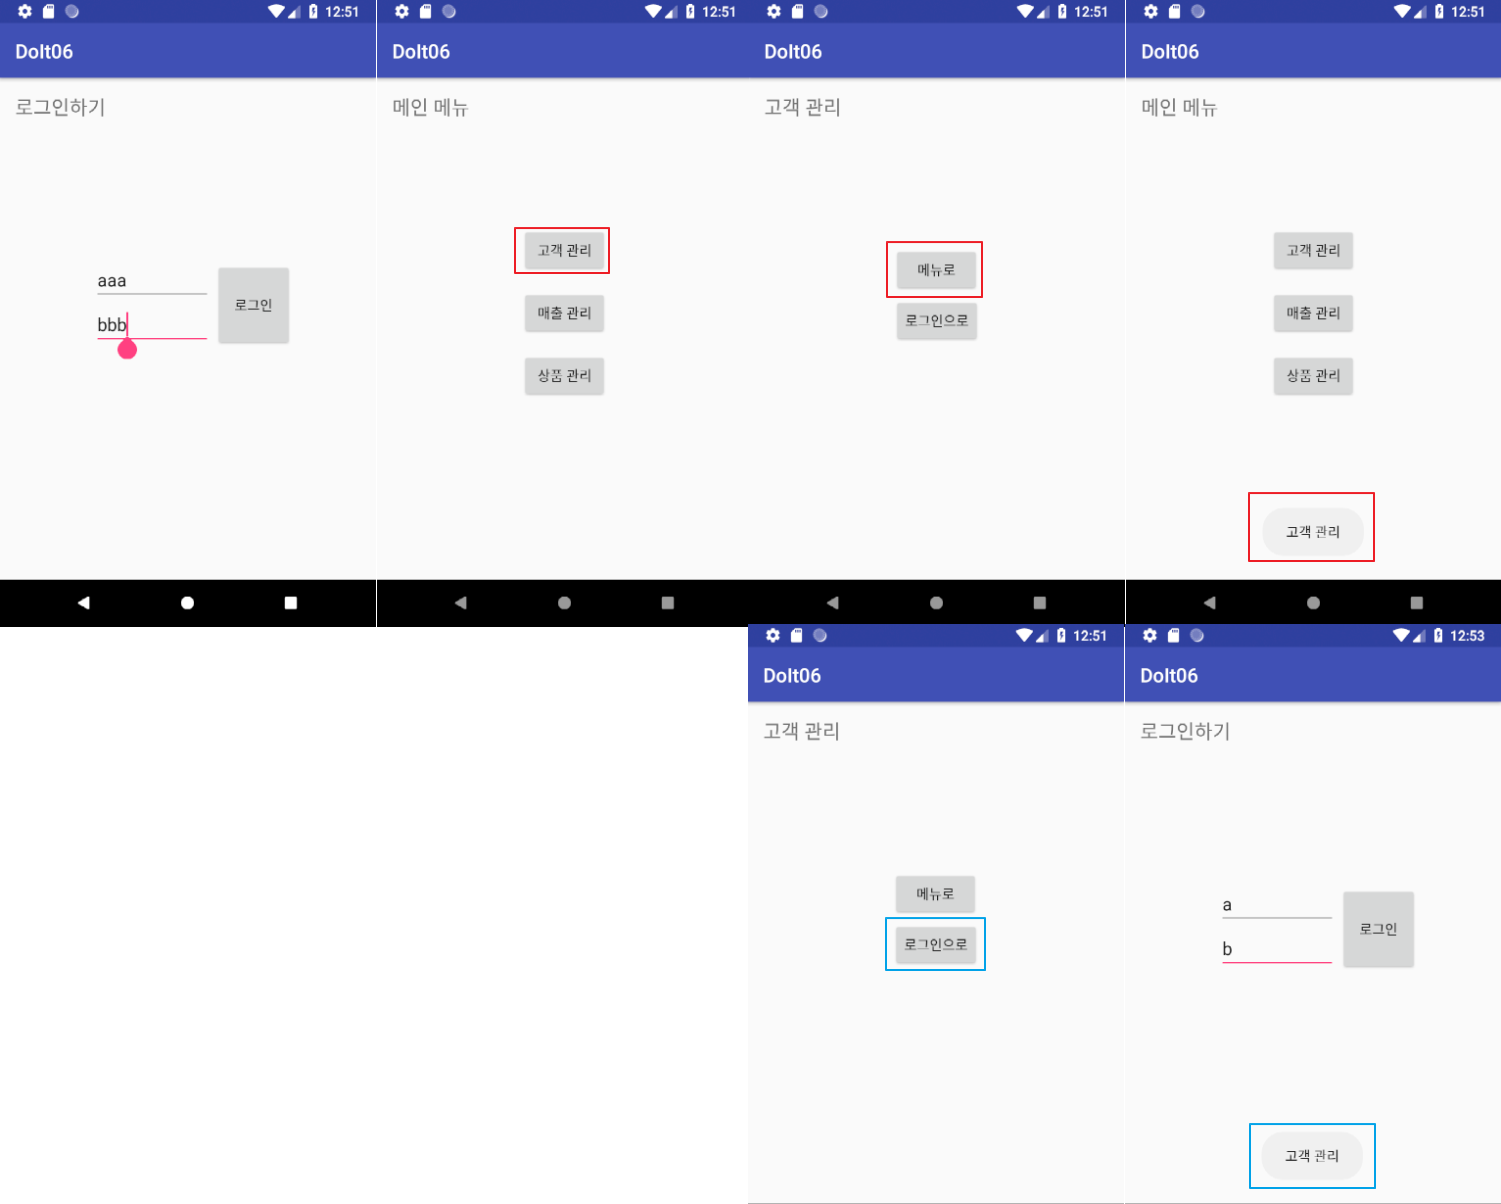 12:51
DoIt06
로그인하기
aaa
bbb
로그인
12:51
DoIt06
메인 메뉴
고객 관리
매출 관리
상품 관리
12:51
DoIt06
고객 관리
메뉴로
로그인으로
12:51
DoIt06
메인 메뉴
고객 관리
매출 관리
상품 관리
고객 관리
12:51
DoIt06
고객 관리
메뉴로
로그인으로
12:53
DoIt06
로그인하기
a
b
로그인
고객 관리